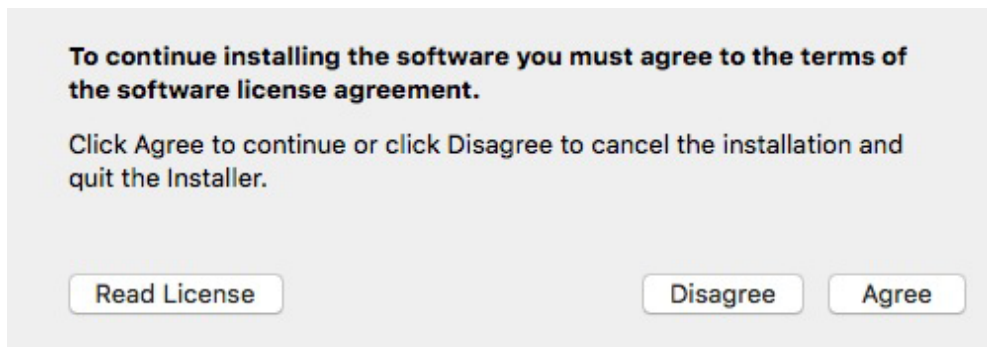 To continue installing the software you must agree to the terms of
the software license agreement.
Click Agree to continue or click Disagree to cancel the installation and
quit the Installer.
Read License Disagree Agree